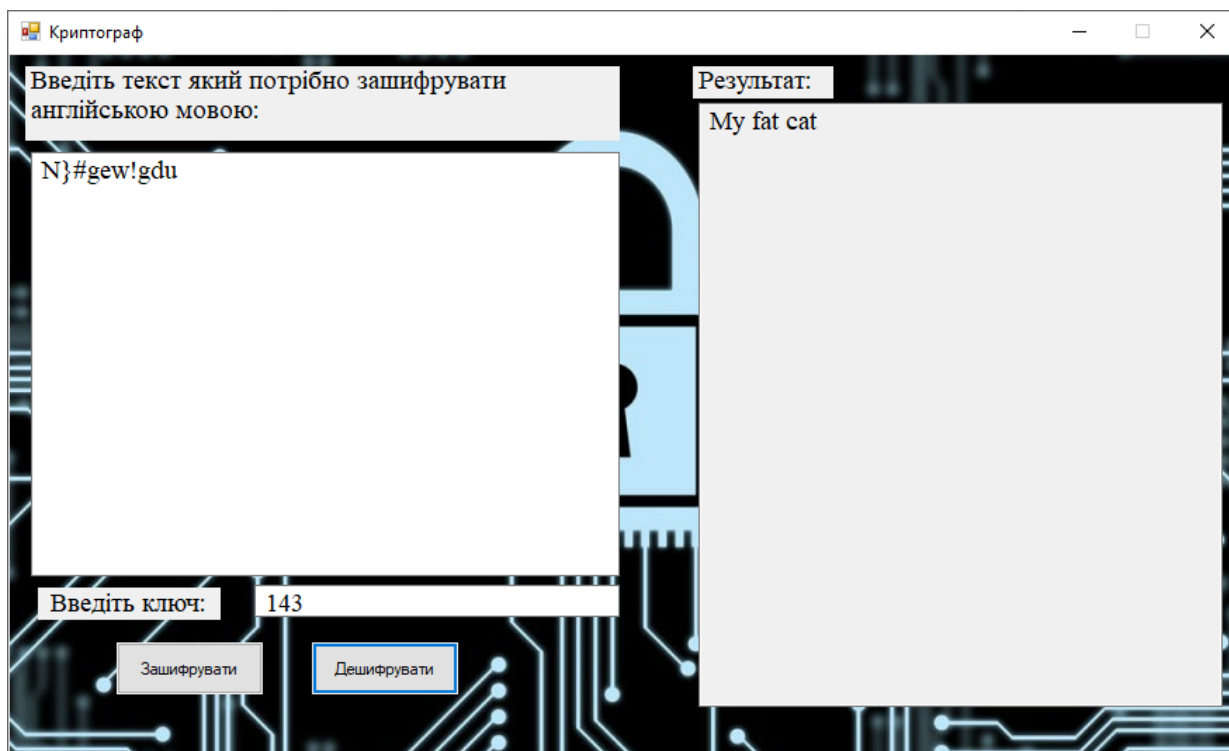 Криптограф
Введіть текст який потрібно зашифрувати
англійською мовою:
N}#gew!gdu
Введіть ключ:
143
Зашифрувати
Дешифрувати
Результат:
My fat cat